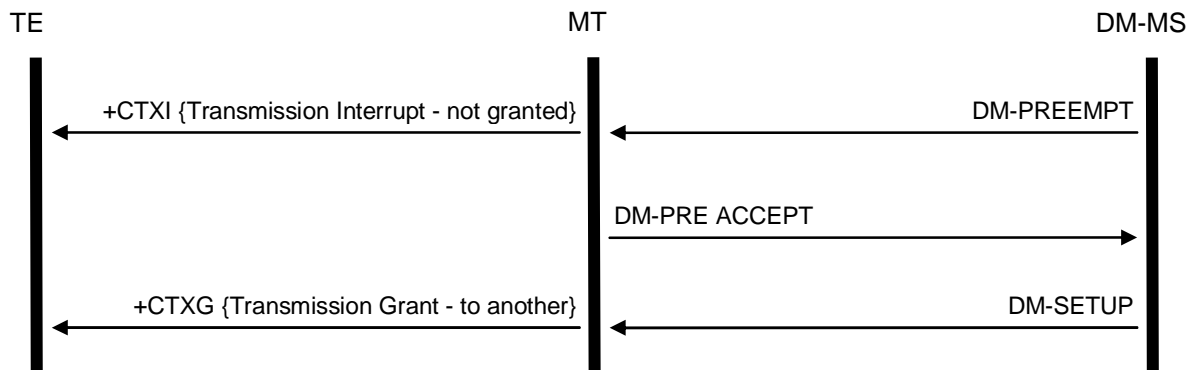 TE
MT
DM-MS
+CTXI {Transmission Interrupt - not granted}
DM-PREEMPT
DM-PRE ACCEPT
+CTXG {Transmission Grant - to another}
DM-SETUP